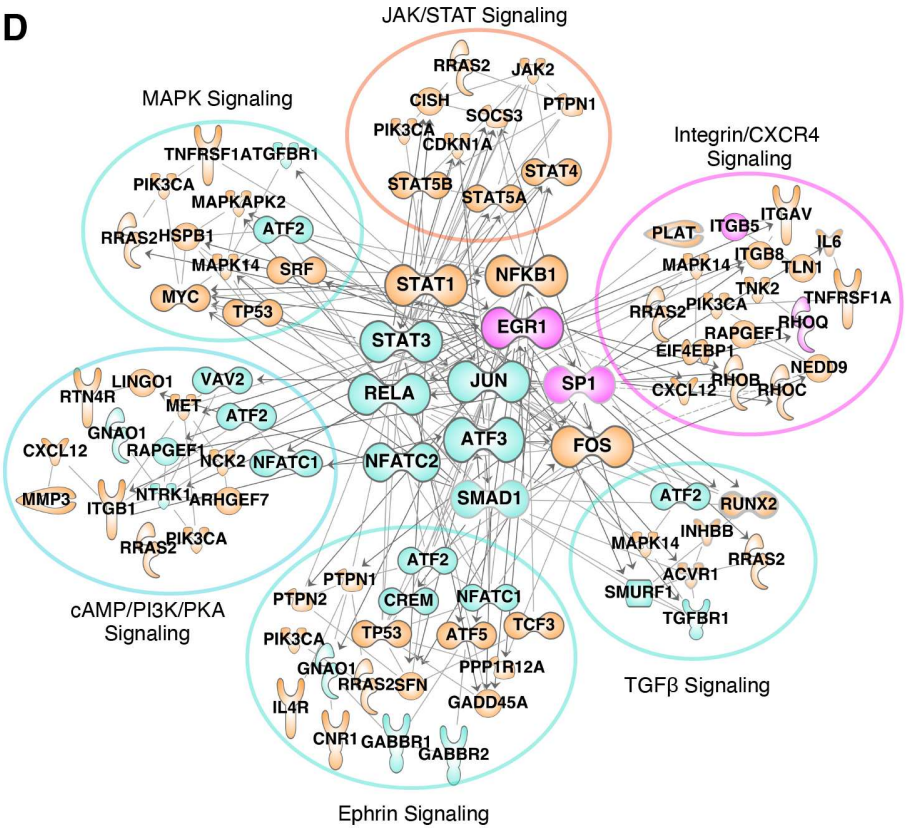 D
JAK/STAT Signaling
RRAS2
JAK2
CISH
PTPN1
SOCS3
PIK3CA
CDKN1A
STAT4
STAT5B
STAT5A
MAPK Signaling
TNFRSF1A
TGFBR1
PIK3CA
MAPKAPK2
ATF2
RRAS2
HSPB1
MAPK14
SRF
MYC
TP53
Integrin/CXCR4
Signaling
ITGAV
ITGB5
PLAT
IL6
ITGB8
MAPK14
TLN1
TNK2
TNFRSF1A
PIK3CA
RRAS2
RHOQ
RAPGEF1
EIF4EBP1
NEDD9
RHOB
CXCL12
RHOC
STAT1
NFKB1
EGR1
STAT3
JUN
SP1
RELA
ATF3
FOS
NFATC2
SMAD1
LINGO1
VAV2
RTN4R
MET
ATF2
GNAO1
CXCL12
RAPGEF1
NCK2
NFATC1
MMP3
NTRK1
ARHGEF7
ITGB1
RRAS2
PIK3CA
cAMP/PI3K/PKA
Signaling
ATF2
RUNX2
INHBB
MAPK14
RRAS2
ACVR1
SMURF1
TGFBR1
TGFβ Signaling
ATF2
PTPN1
PTPN2
CREM
NFATC1
TP53
ATF5
TCF3
PIK3CA
GNAO1
PPP1R12A
RRAS2
SFN
IL4R
GADD45A
CNR1
GABBR1
GABBR2
Ephrin Signaling